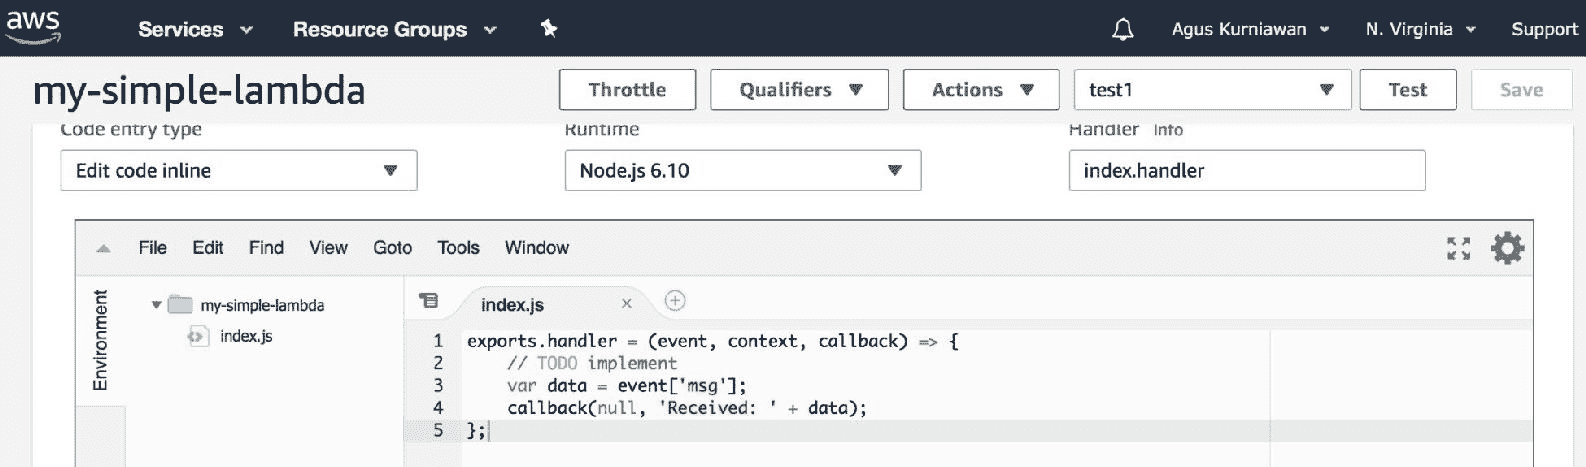 aws Services Resource Groups Agus Kurniawan N. Virginia Support
my-simple-lambda Throttle Qualifiers Actions test1 Test Save
Code entry type Runtime Handler Info
Edit code inline Node.js 6.10 index.handler
File Edit Find View Goto Tools Window
Environment
my-simple-lambda
index.js
index.js
1 exports.handler = (event, context, callback) => {
2 // TODO implement
3 var data = event['msg'];
4 callback(null, 'Received: ' + data);
5 };